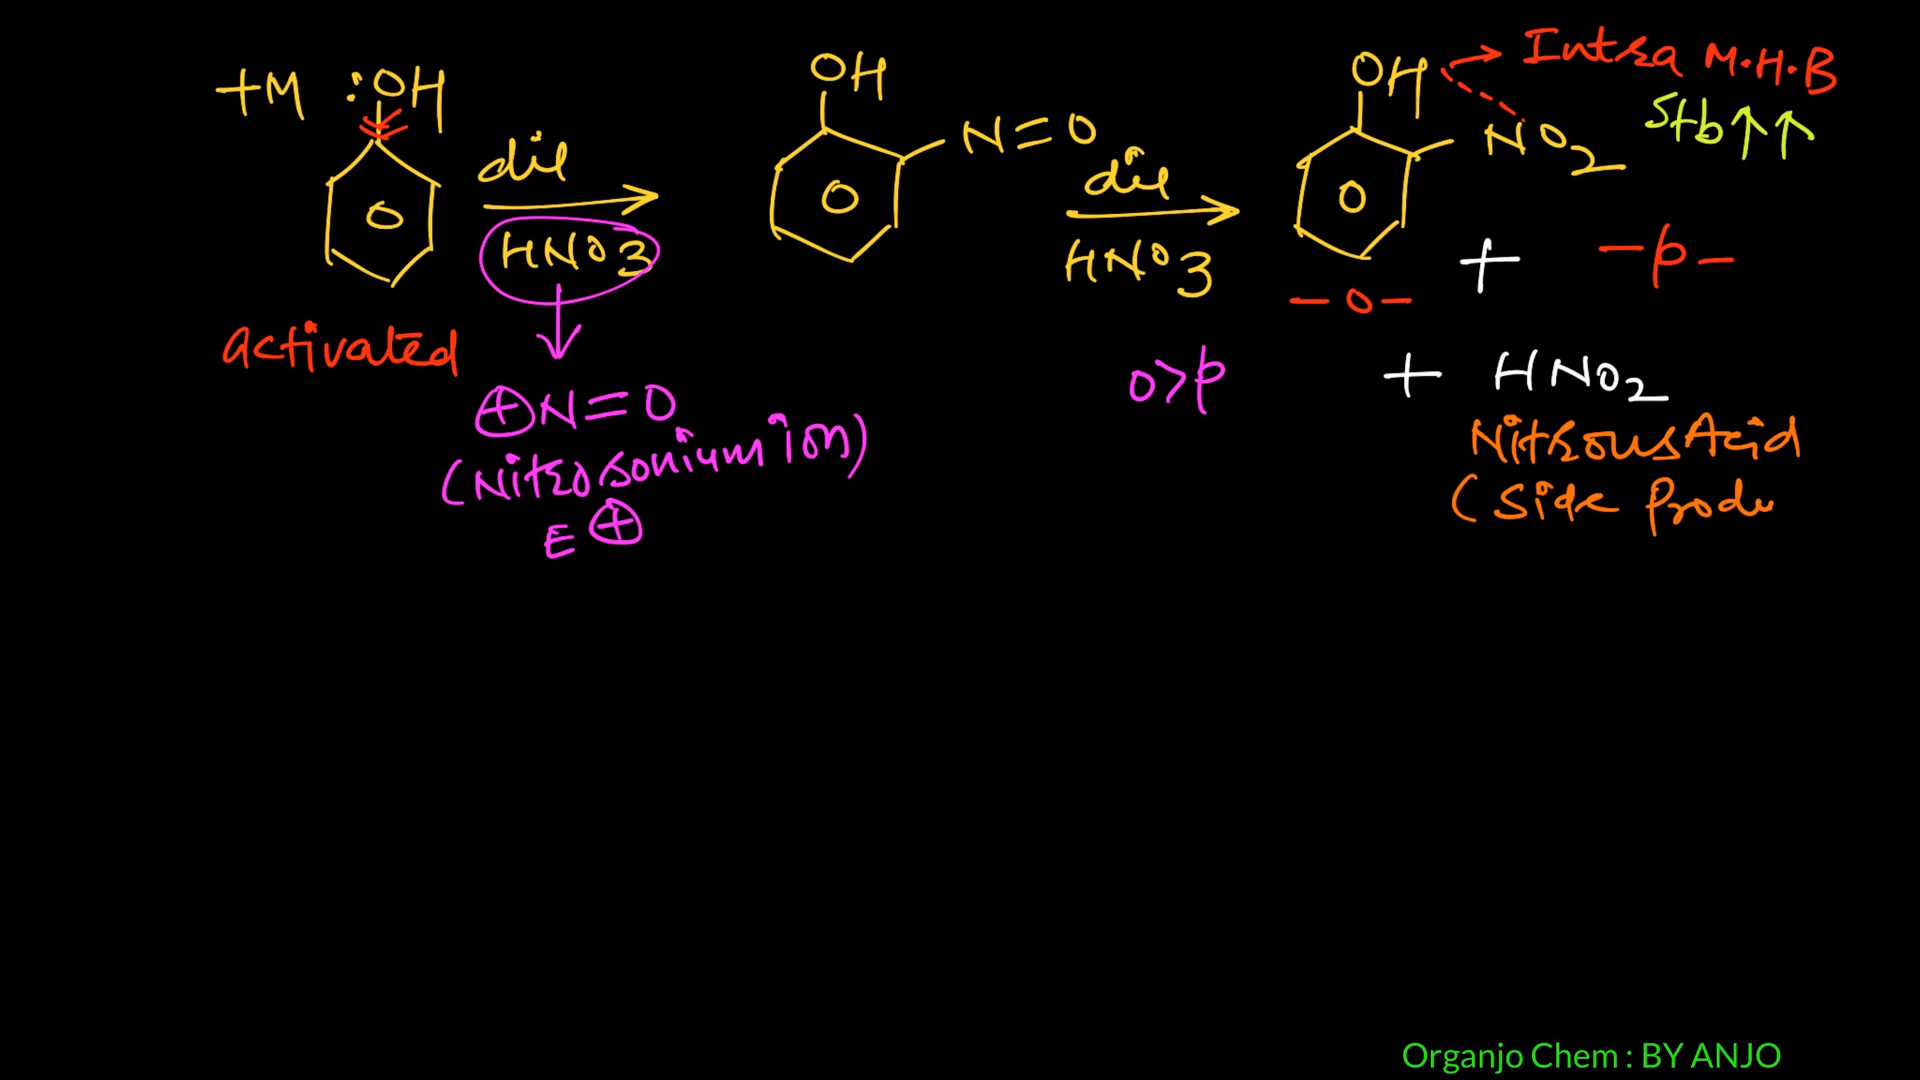 +M :OH
activated
dil
HNO3
⊕N=O
(Nitrosonium ion)
E⊕
OH
N=O
dil
HNO3
o>p
OH
NO2
Intra M.H.B
Stb↑↑
-o-
+ -p-
+ HNO2
Nitrous Acid
(Side Produ
Organjo Chem : BY ANJO